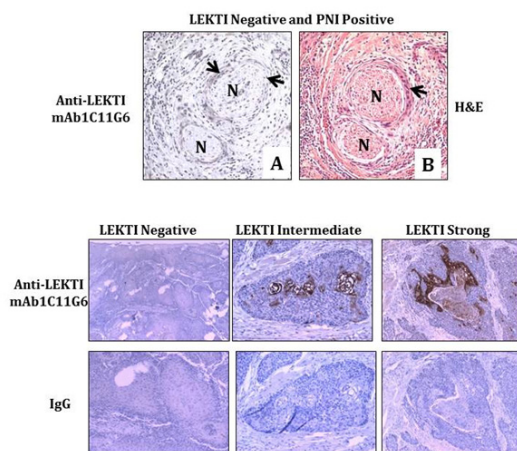 LEKTI Negative and PNI Positive
Anti-LEKTI
mAb1C11G6
N
N
A
N
N
B
H&E
LEKTI Negative
LEKTI Intermediate
LEKTI Strong
Anti-LEKTI
mAb1C11G6
IgG